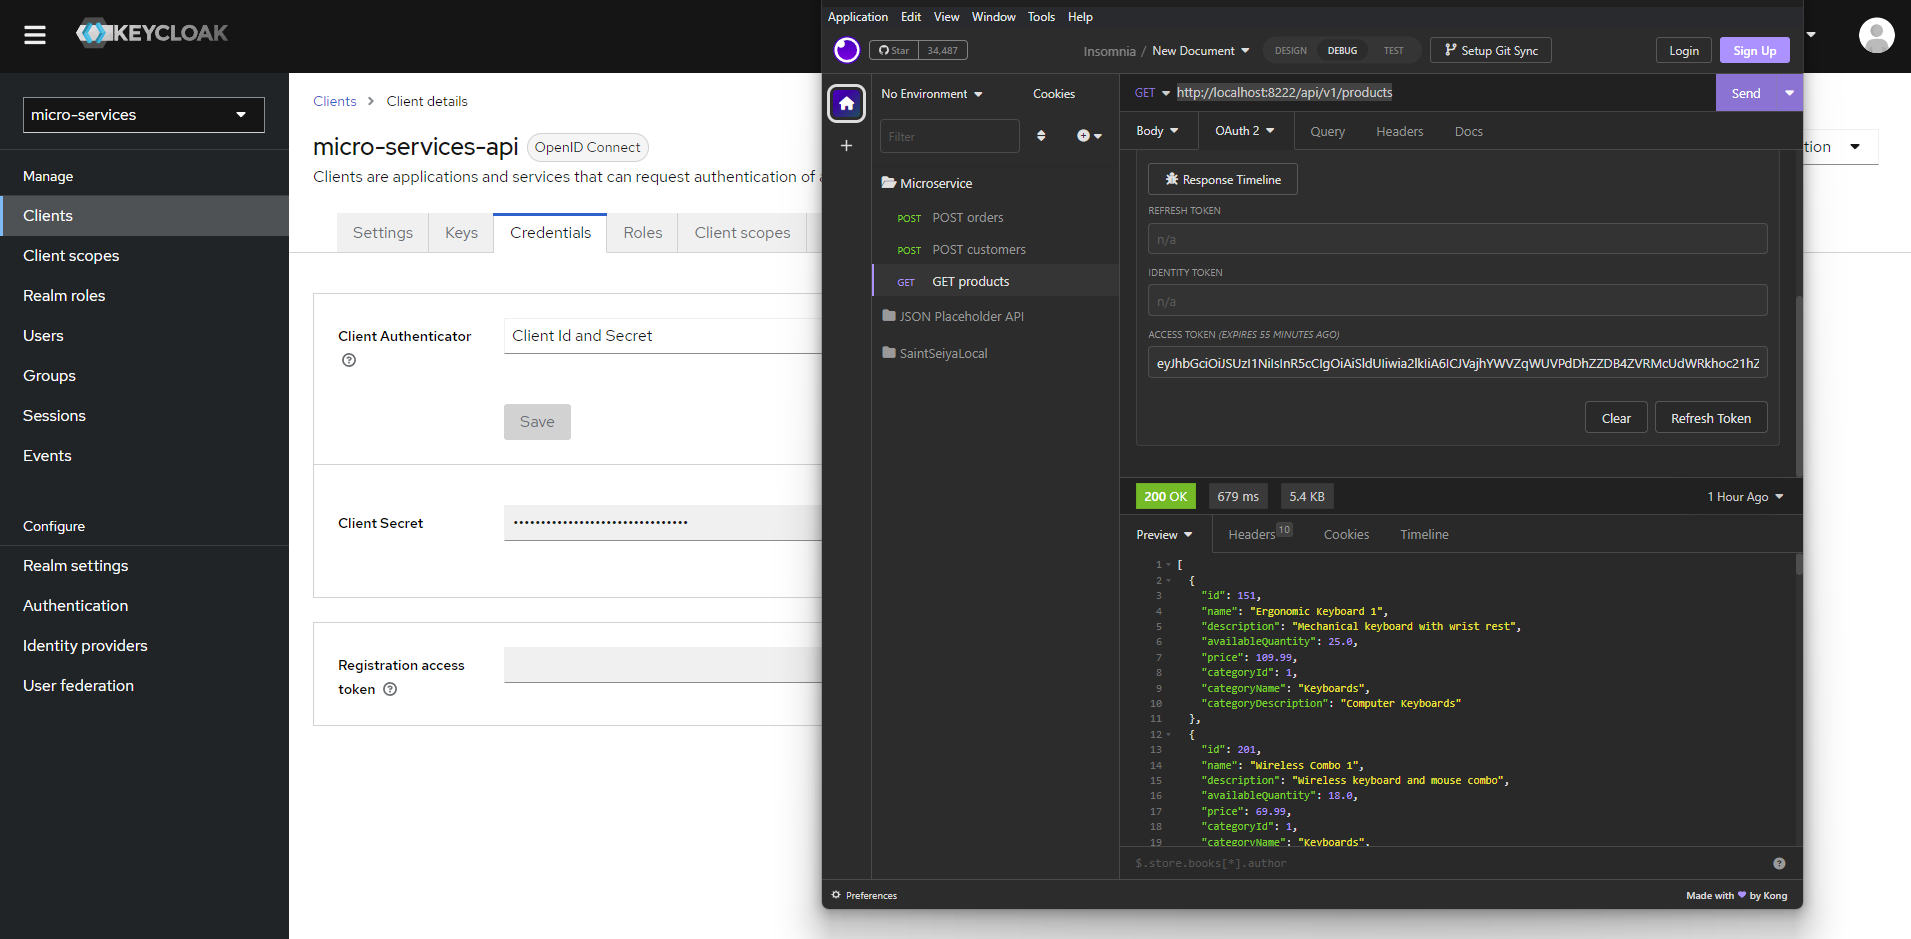 KEYCLOAK
micro-services
Manage
Clients
Client scopes
Realm roles
Users
Groups
Sessions
Events
Configure
Realm settings
Authentication
Identity providers
User federation
Clients > Client details
micro-services-api OpenID Connect
Clients are applications and services that can request authentication of a
Settings Keys Credentials Roles Client scopes
Client Authenticator Client Id and Secret
Save
Client Secret ••••••••••••••••••••••••••••••••
Registration access
token
tion
Application Edit View Window Tools Help
Star 34,487 Insomnia / New Document DESIGN DEBUG TEST Setup Git Sync Login Sign Up
No Environment Cookies
Filter
Microservice
POST POST orders
POST POST customers
GET GET products
JSON Placeholder API
SaintSeiyaLocal
GET http://localhost:8222/api/v1/products Send
Body OAuth 2 Query Headers Docs
Response Timeline
REFRESH TOKEN
n/a
IDENTITY TOKEN
n/a
ACCESS TOKEN (EXPIRES 55 MINUTES AGO)
eyJhbGciOiJSUzI1NiIsInR5cCIgOiAiSldUIiwia2lkIiA6ICJVajhYWVZqWUVPdDhZZDB4ZVRMcUdWRkhoc21hZ
Clear Refresh Token
200 OK 679 ms 5.4 KB 1 Hour Ago
Preview Headers 10 Cookies Timeline
1 [
2 {
3 "id": 151,
4 "name": "Ergonomic Keyboard 1",
5 "description": "Mechanical keyboard with wrist rest",
6 "availableQuantity": 25.0,
7 "price": 109.99,
8 "categoryId": 1,
9 "categoryName": "Keyboards",
10 "categoryDescription": "Computer Keyboards"
11 },
12 {
13 "id": 201,
14 "name": "Wireless Combo 1",
15 "description": "Wireless keyboard and mouse combo",
16 "availableQuantity": 18.0,
17 "price": 69.99,
18 "categoryId": 1,
19 "categoryName": "Keyboards",
$.store.books[*].author
Preferences Made with ❤ by Kong